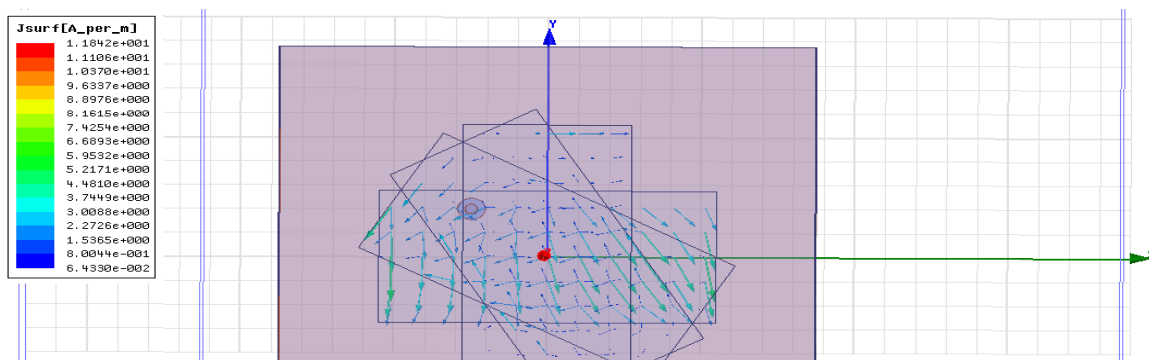 Jsurf[A_per_m]
1.1842e+001
1.1106e+001
1.0370e+001
9.6337e+000
8.8976e+000
8.1615e+000
7.4254e+000
6.6893e+000
5.9532e+000
5.2171e+000
4.4810e+000
3.7449e+000
3.0088e+000
2.2726e+000
1.5365e+000
8.0044e-001
6.4330e-002
Y